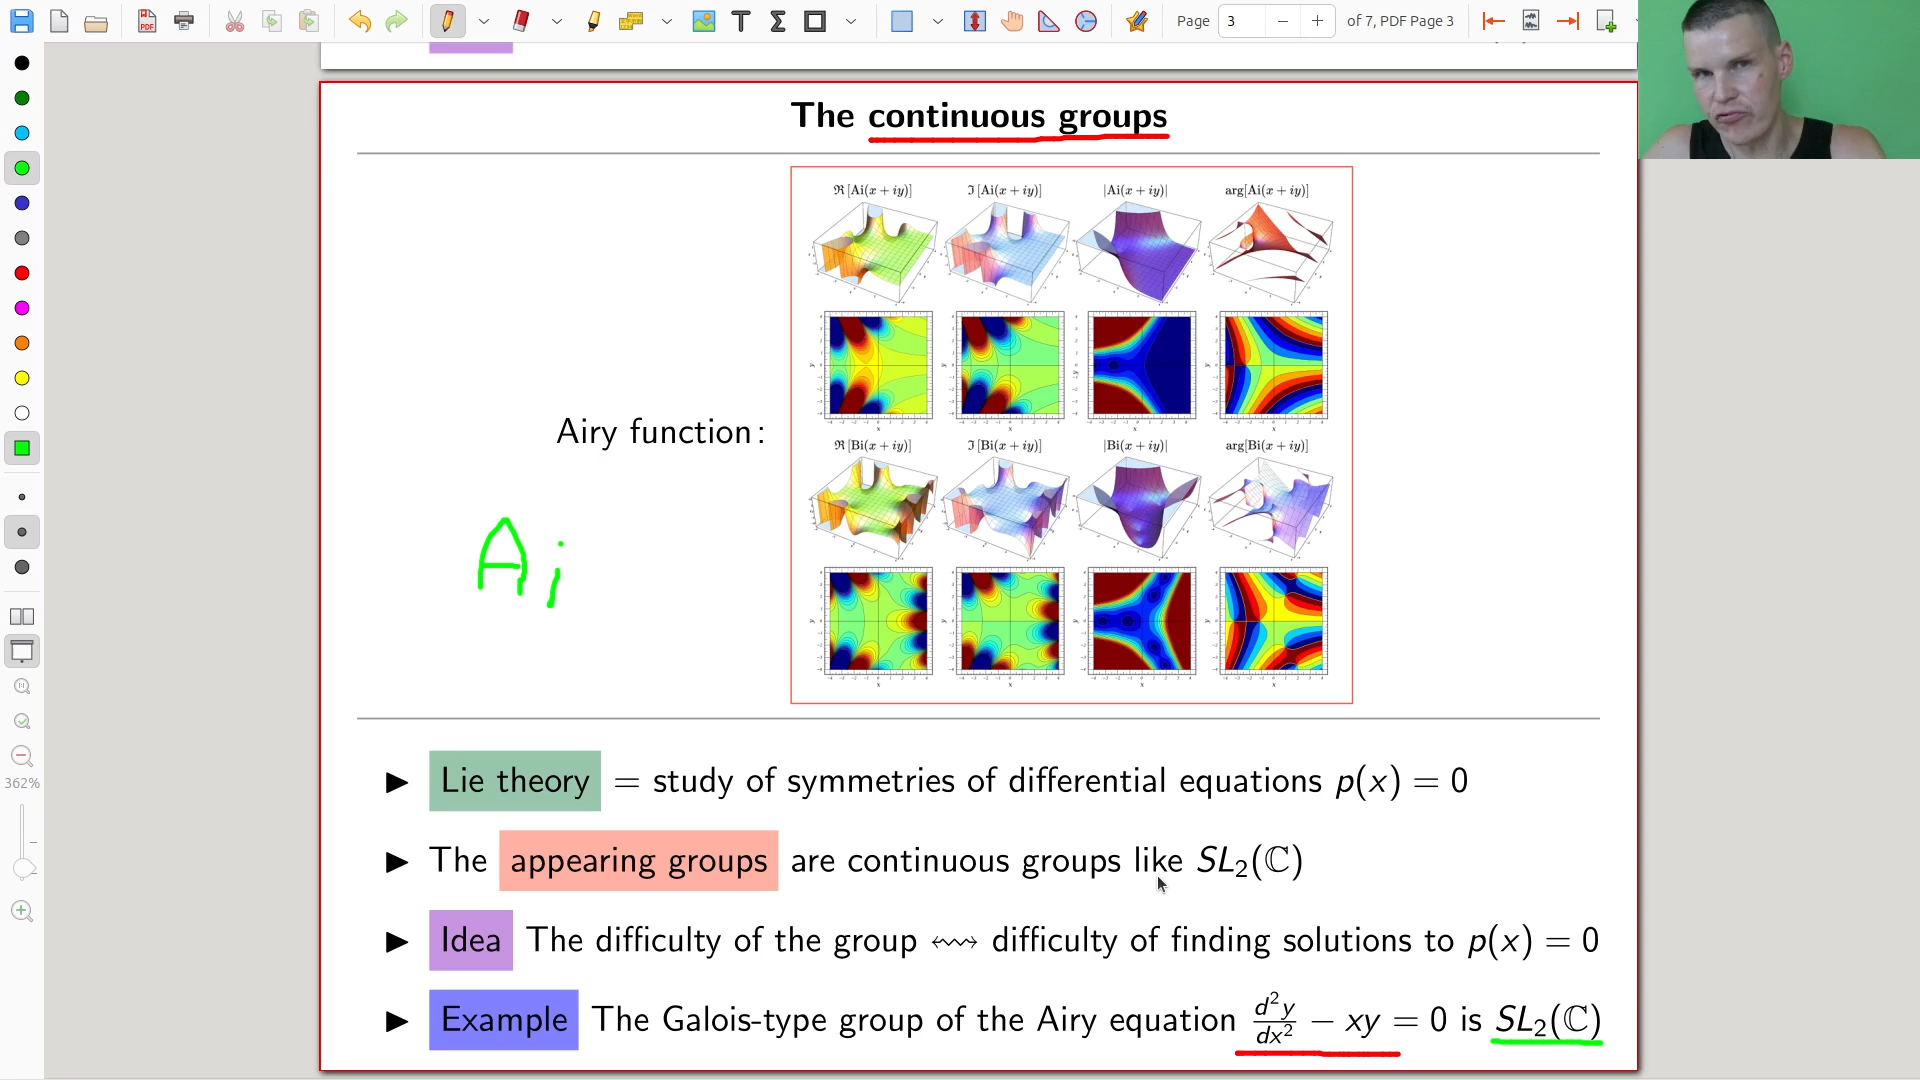 Page 3 of 7, PDF Page 3
The continuous groups
ℜ[Ai(x + iy)] ℑ[Ai(x + iy)] |Ai(x + iy)| arg[Ai(x + iy)]
Airy function:
ℜ[Bi(x + iy)] ℑ[Bi(x + iy)] |Bi(x + iy)| arg[Bi(x + iy)]
Ai
362%
▶ Lie theory = study of symmetries of differential equations p(x) = 0
▶ The appearing groups are continuous groups like SL₂(ℂ)
▶ Idea The difficulty of the group ↭ difficulty of finding solutions to p(x) = 0
▶ Example The Galois-type group of the Airy equation d²y/dx² − xy = 0 is SL₂(ℂ)